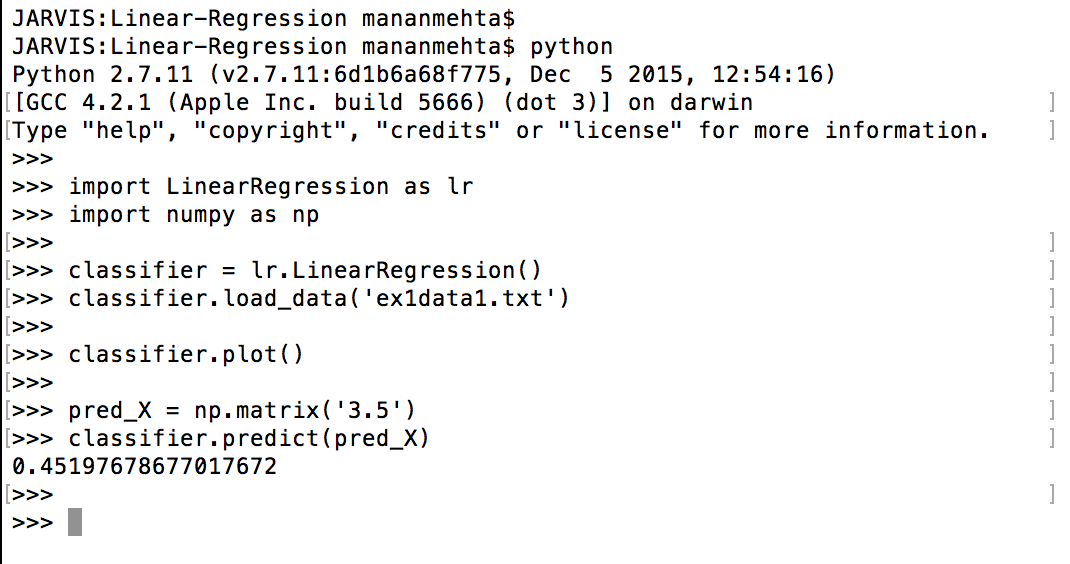 JARVIS:Linear-Regression mananmehta$
JARVIS:Linear-Regression mananmehta$ python
Python 2.7.11 (v2.7.11:6d1b6a68f775, Dec  5 2015, 12:54:16)
[[GCC 4.2.1 (Apple Inc. build 5666) (dot 3)] on darwin ]
[Type "help", "copyright", "credits" or "license" for more information. ]
>>>
>>> import LinearRegression as lr
>>> import numpy as np
[>>> ]
[>>> classifier = lr.LinearRegression() ]
[>>> classifier.load_data('ex1data1.txt') ]
[>>> ]
[>>> classifier.plot() ]
[>>> ]
[>>> pred_X = np.matrix('3.5') ]
[>>> classifier.predict(pred_X) ]
0.45197678677017672
[>>> ]
>>>